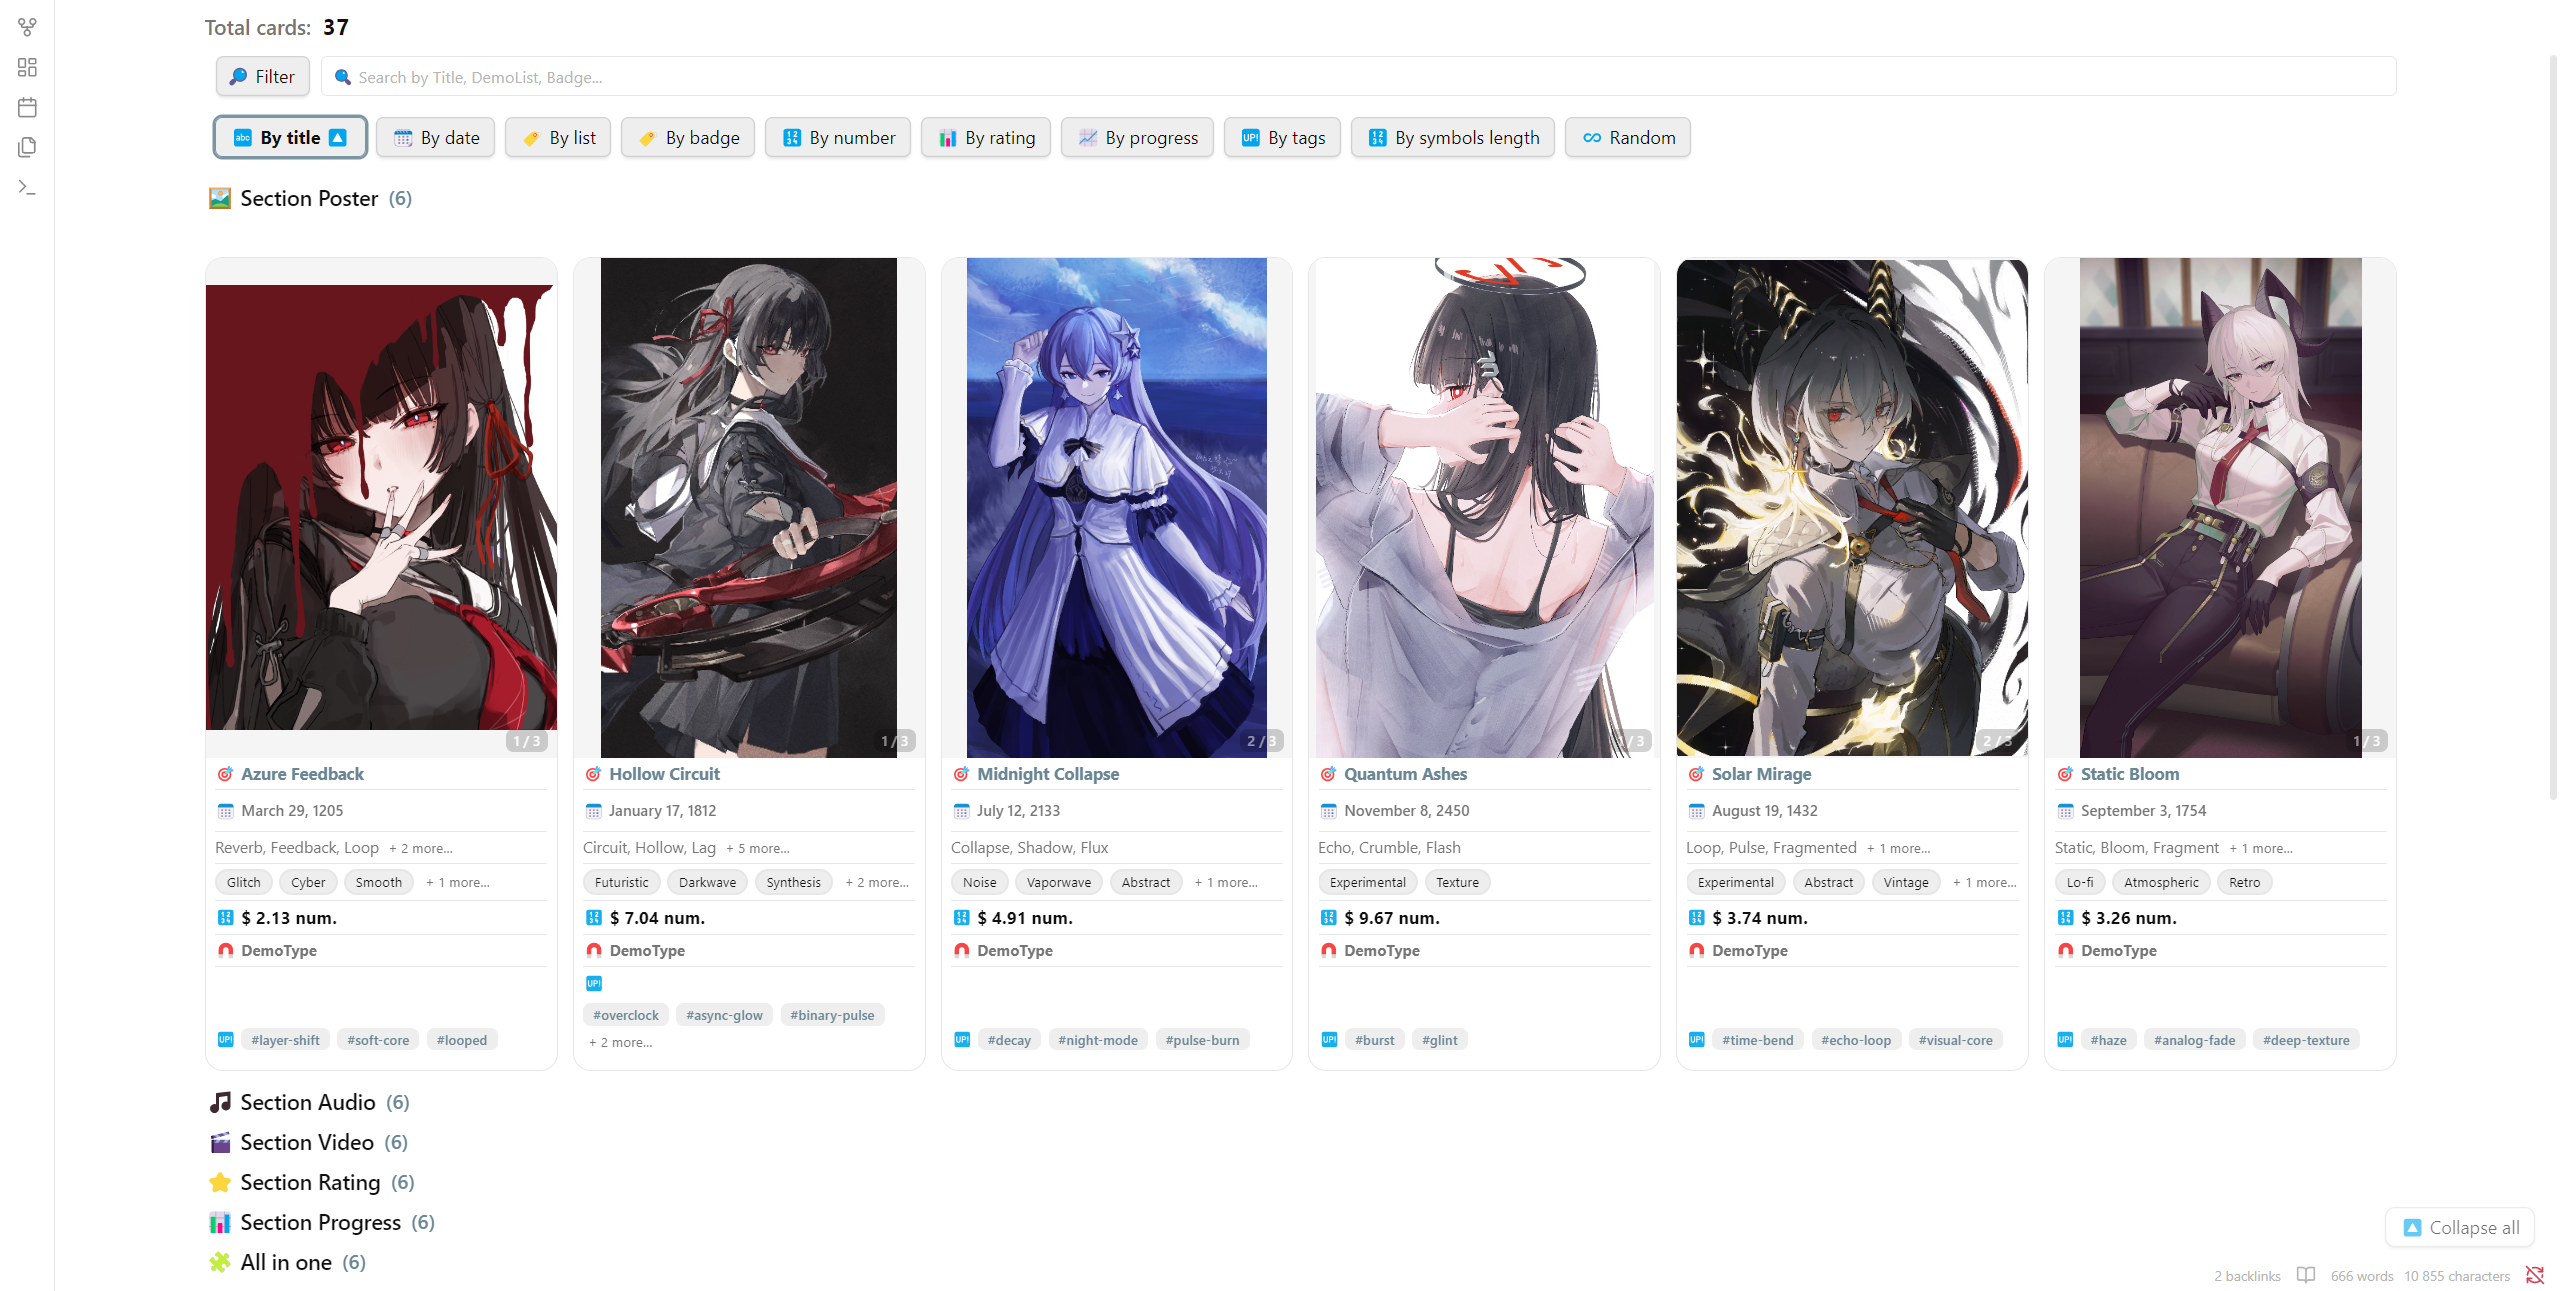 Total cards: 37
Filter
Search by Title, DemoList, Badge...
By title
By date
By list
By badge
By number
By rating
By progress
By tags
By symbols length
Random
Section Poster (6)
1 / 3
Azure Feedback
March 29, 1205
Reverb, Feedback, Loop + 2 more...
Glitch Cyber Smooth + 1 more...
$ 2.13 num.
DemoType
#layer-shift #soft-core #looped
1 / 3
Hollow Circuit
January 17, 1812
Circuit, Hollow, Lag + 5 more...
Futuristic Darkwave Synthesis + 2 more...
$ 7.04 num.
DemoType
#overclock #async-glow #binary-pulse
+ 2 more...
2 / 3
Midnight Collapse
July 12, 2133
Collapse, Shadow, Flux
Noise Vaporwave Abstract + 1 more...
$ 4.91 num.
DemoType
#decay #night-mode #pulse-burn
1 / 3
Quantum Ashes
November 8, 2450
Echo, Crumble, Flash
Experimental Texture
$ 9.67 num.
DemoType
#burst #glint
2 / 3
Solar Mirage
August 19, 1432
Loop, Pulse, Fragmented + 1 more...
Experimental Abstract Vintage + 1 more...
$ 3.74 num.
DemoType
#time-bend #echo-loop #visual-core
1 / 3
Static Bloom
September 3, 1754
Static, Bloom, Fragment + 1 more...
Lo-fi Atmospheric Retro
$ 3.26 num.
DemoType
#haze #analog-fade #deep-texture
Section Audio (6)
Section Video (6)
Section Rating (6)
Section Progress (6)
All in one (6)
Collapse all
2 backlinks 666 words 10 855 characters